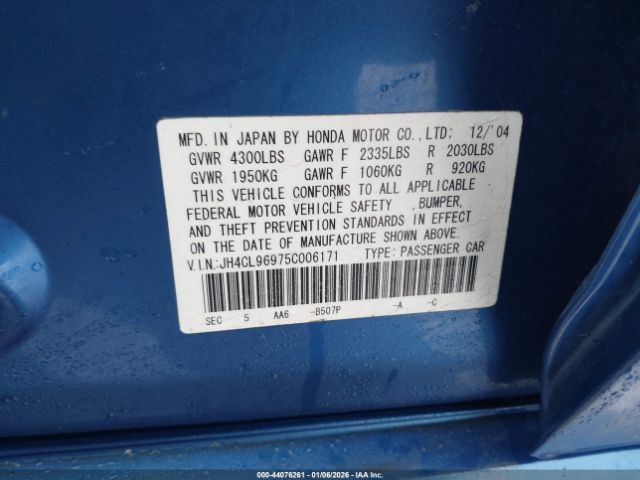 MFD. IN JAPAN BY HONDA MOTOR CO.,LTD: 12/'04
GVWR 4300LBS GAWR F 2335LBS R 2030LBS
GVWR 1950KG GAWR F 1060KG R 920KG
THIS VEHICLE CONFORMS TO ALL APPLICABLE
FEDERAL MOTOR VEHICLE SAFETY ,BUMPER,
AND THEFT PREVENTION STANDARDS IN EFFECT
ON THE DATE OF MANUFACTURE SHOWN ABOVE.
V.I.N:JH4CL96975C006171 TYPE: PASSENGER CAR
SEC 5 AA6 -B507P -A -C
000-44076261 - 01/06/2026 - IAAI.COM